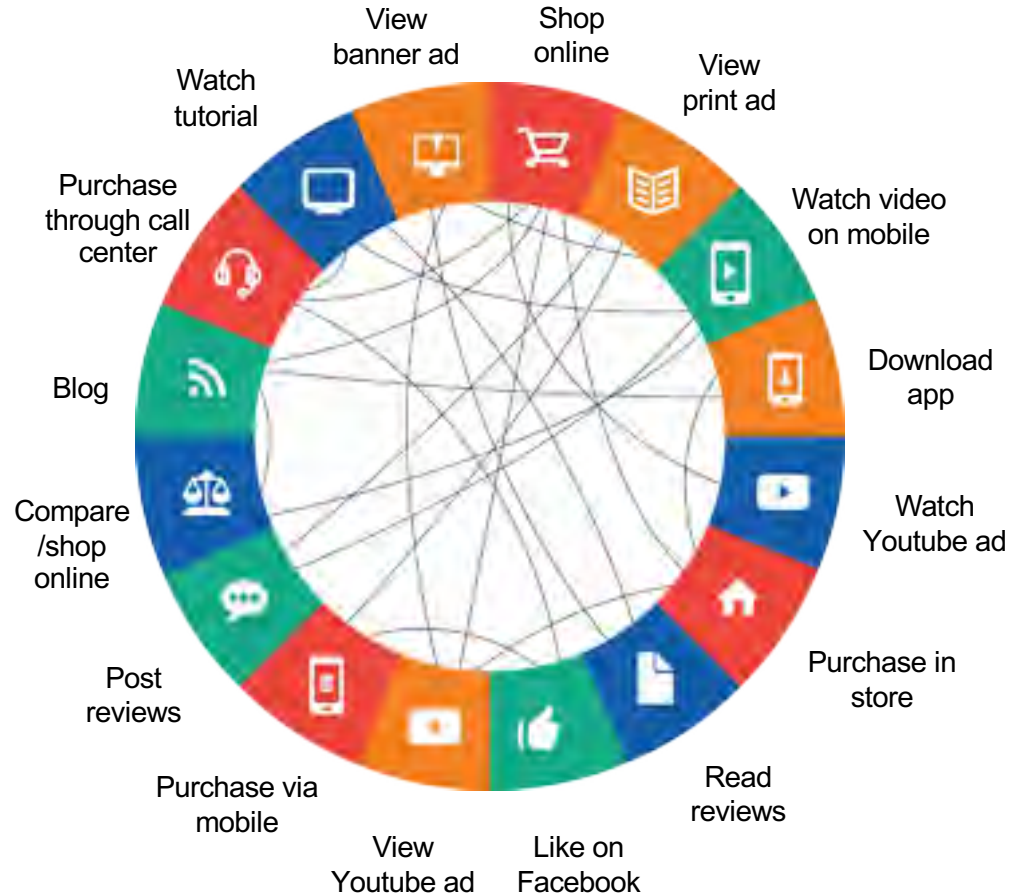 View
banner ad
Shop
online
View
print ad
Watch video
on mobile
Download
app
Watch
Youtube ad
Purchase in
store
Read
reviews
Like on
Facebook
View
Youtube ad
Purchase via
mobile
Post
reviews
Compare
/shop
online
Blog
Purchase
through call
center
Watch
tutorial